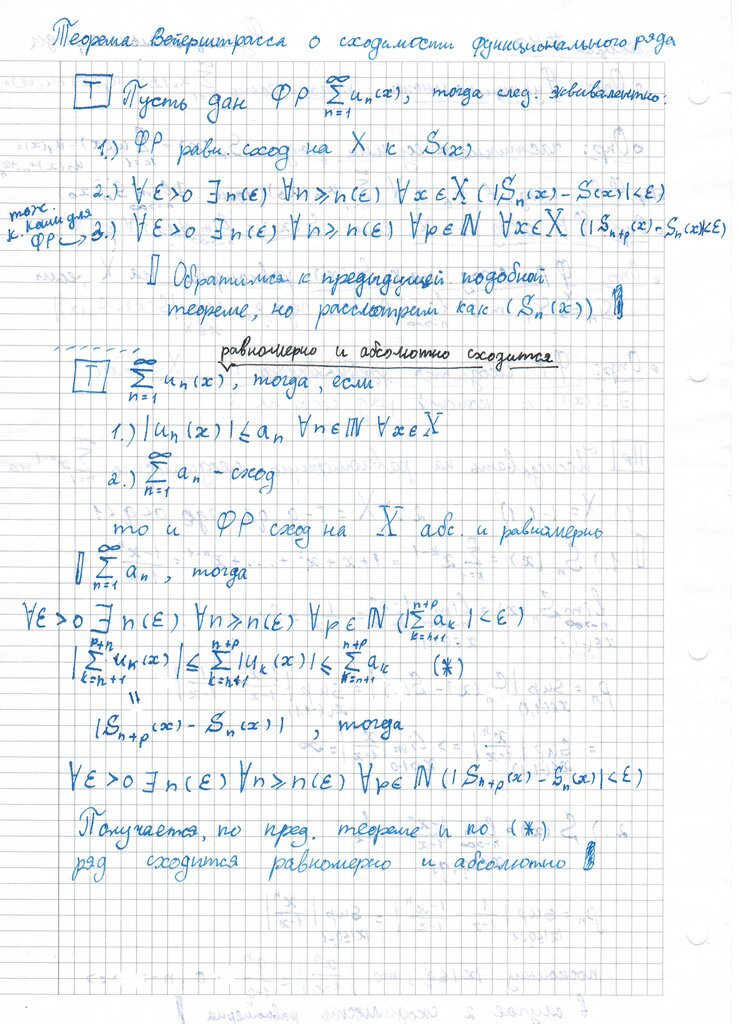 Теорема Вейерштрасса о сходимости функционального ряда
Т Пусть дан ФР ∑_{n=1}^{∞} u_n(x), тогда след. эквивалентно:
1.) ФР равн. сход на X к S(x)
2.) ∀ε>0 ∃n(ε) ∀n⩾n(ε) ∀x∈X (|S_n(x) - S(x)|<ε)
тож. к. Коши для ФР → 3.) ∀ε>0 ∃n(ε) ∀n⩾n(ε) ∀p∈ℕ ∀x∈X (|S_{n+p}(x) - S_n(x)|<ε)
[] Обратимся к предыдущей подобной
теореме, но рассмотрим как (S_n(x)) []
равномерно и абсолютно сходится
Т ∑_{n=1}^{∞} u_n(x), тогда, если
1.) |u_n(x)| ⩽ a_n ∀n∈ℕ ∀x∈X
2.) ∑_{n=1}^{∞} a_n - сход
то и ФР сход на X абс. и равномерно
[] ∑_{n=1}^{∞} a_n, тогда
∀ε>0 ∃n(ε) ∀n⩾n(ε) ∀p∈ℕ (|∑_{k=n+1}^{n+p} a_k|<ε)
|∑_{k=n+1}^{p+n} u_k(x)| ⩽ ∑_{k=n+1}^{n+p} |u_k(x)| ⩽ ∑_{k=n+1}^{n+p} a_k (*)
=
|S_{n+p}(x) - S_n(x)|, тогда
∀ε>0 ∃n(ε) ∀n⩾n(ε) ∀p∈ℕ (|S_{n+p}(x) - S_n(x)|<ε)
Получается, по пред. теореме и по (*)
ряд сходится равномерно и абсолютно []